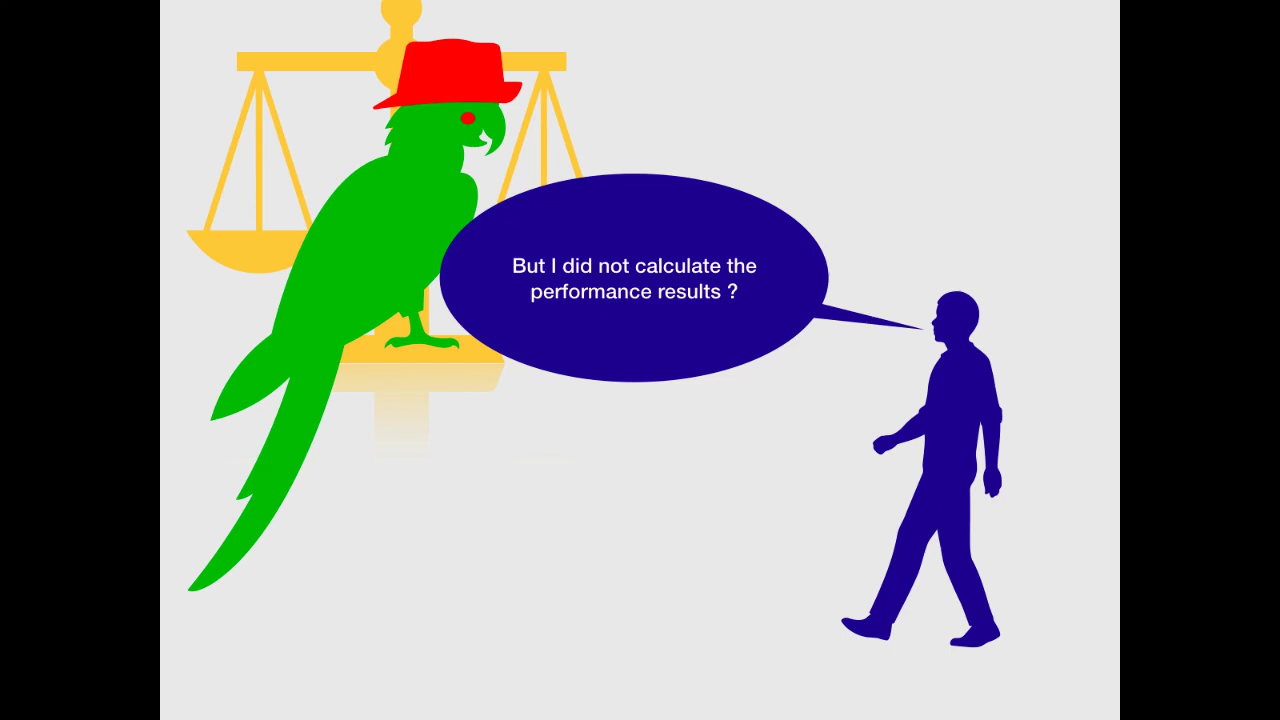 But I did not calculate the
performance results ?